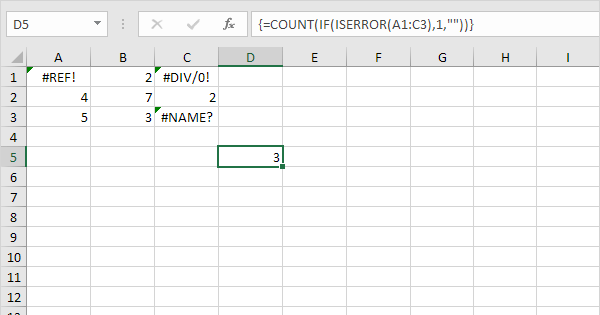 D5 fx {=COUNT(IF(ISERROR(A1:C3),1,""))}
A B C D E F G H I
1 #REF! 2 #DIV/0!
2 4 7 2
3 5 3 #NAME?
4
5 3
6
7
8
9
10
11
12
13